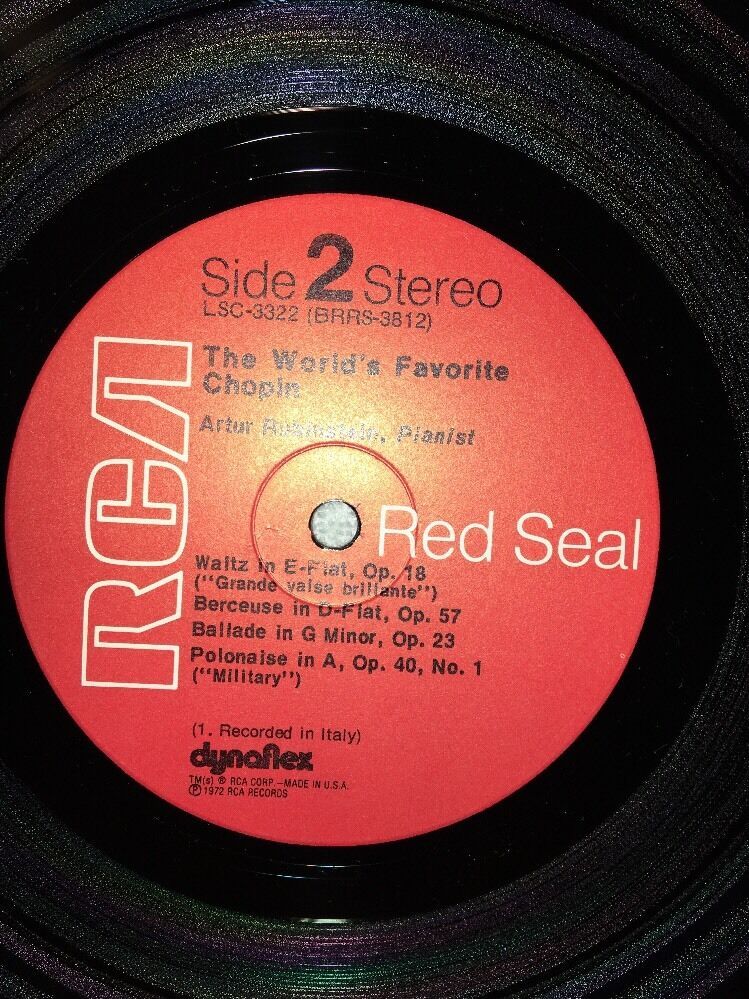 Side 2 Stereo
LSC-3322 (BRRS-3812)
The World's Favorite
Chopin
Artur Rubinstein, Pianist
RCA
Red Seal
Waltz in E-Flat, Op. 18
("Grande valse brillante")
Berceuse in D-Flat, Op. 57
Ballade in G Minor, Op. 23
Polonaise in A, Op. 40, No. 1
("Military")
(1. Recorded in Italy)
dynaflex
TM(s) ® RCA CORP.—MADE IN U.S.A.
℗ 1972 RCA RECORDS